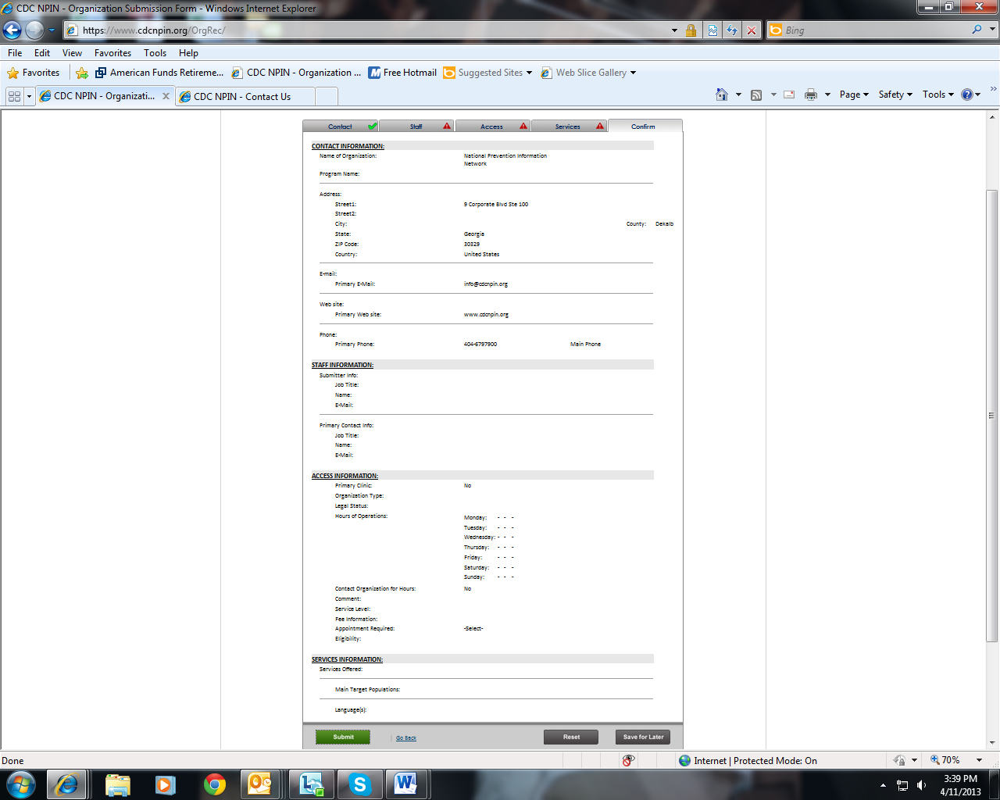 CDC NPIN - Organization Submission Form - Windows Internet Explorer
https://www.cdcnpin.org/OrgRec/
Bing
File Edit View Favorites Tools Help
Favorites American Funds Retireme... CDC NPIN - Organization ... Free Hotmail Suggested Sites Web Slice Gallery
CDC NPIN - Organizati... CDC NPIN - Contact Us Page Safety Tools
Contact Staff Access Services Confirm
CONTACT INFORMATION:
Name of Organization: National Prevention Information
Network
Program Name:
Address:
Street1: 9 Corporate Blvd Ste 100
Street2:
City: County: Dekalb
State: Georgia
ZIP Code: 30329
Country: United States
E-mail:
Primary E-Mail: info@cdcnpin.org
Web site:
Primary Web site: www.cdcnpin.org
Phone:
Primary Phone: 404-6797900 Main Phone
STAFF INFORMATION:
Submitter Info:
Job Title:
Name:
E-Mail:
Primary Contact Info:
Job Title:
Name:
E-Mail:
ACCESS INFORMATION:
Primary Clinic: No
Organization Type:
Legal Status:
Hours of Operations: Monday: - - -
Tuesday: - - -
Wednesday: - - -
Thursday: - - -
Friday: - - -
Saturday: - - -
Sunday: - - -
Contact Organization for Hours: No
Comment:
Service Level:
Fee Information:
Appointment Required: -Select-
Eligibility:
SERVICES INFORMATION:
Services Offered:
Main Target Populations:
Language(s):
Submit Go Back Reset Save for Later
Done Internet | Protected Mode: On 70%
3:39 PM
4/11/2013